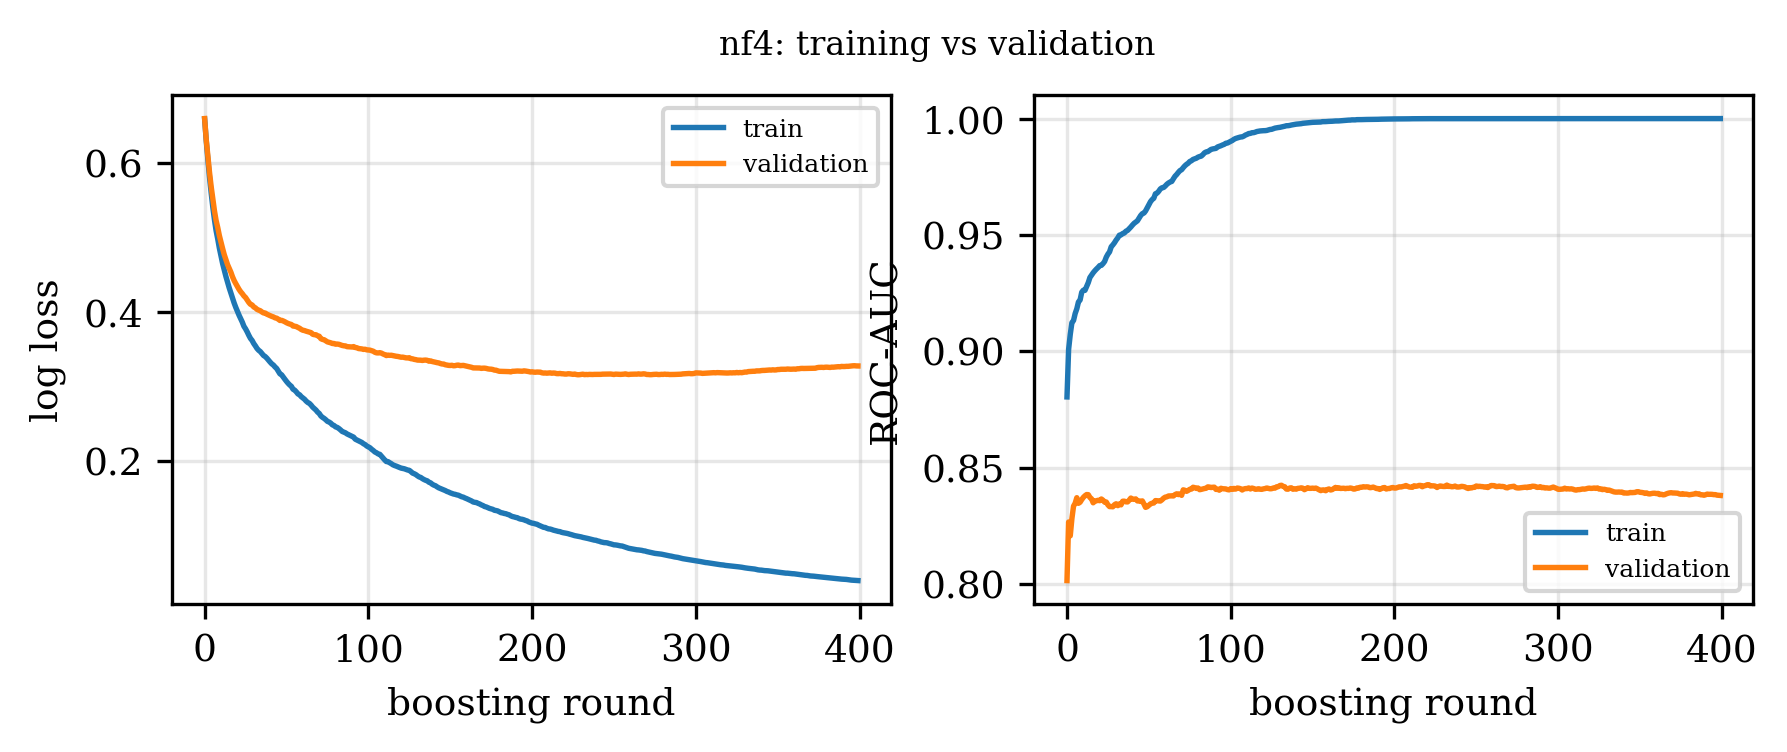 nf4: training vs validation
log loss
0.6
0.4
0.2
0
100
200
300
400
boosting round
train
validation
ROC-AUC
1.00
0.95
0.90
0.85
0.80
0
100
200
300
400
boosting round
train
validation